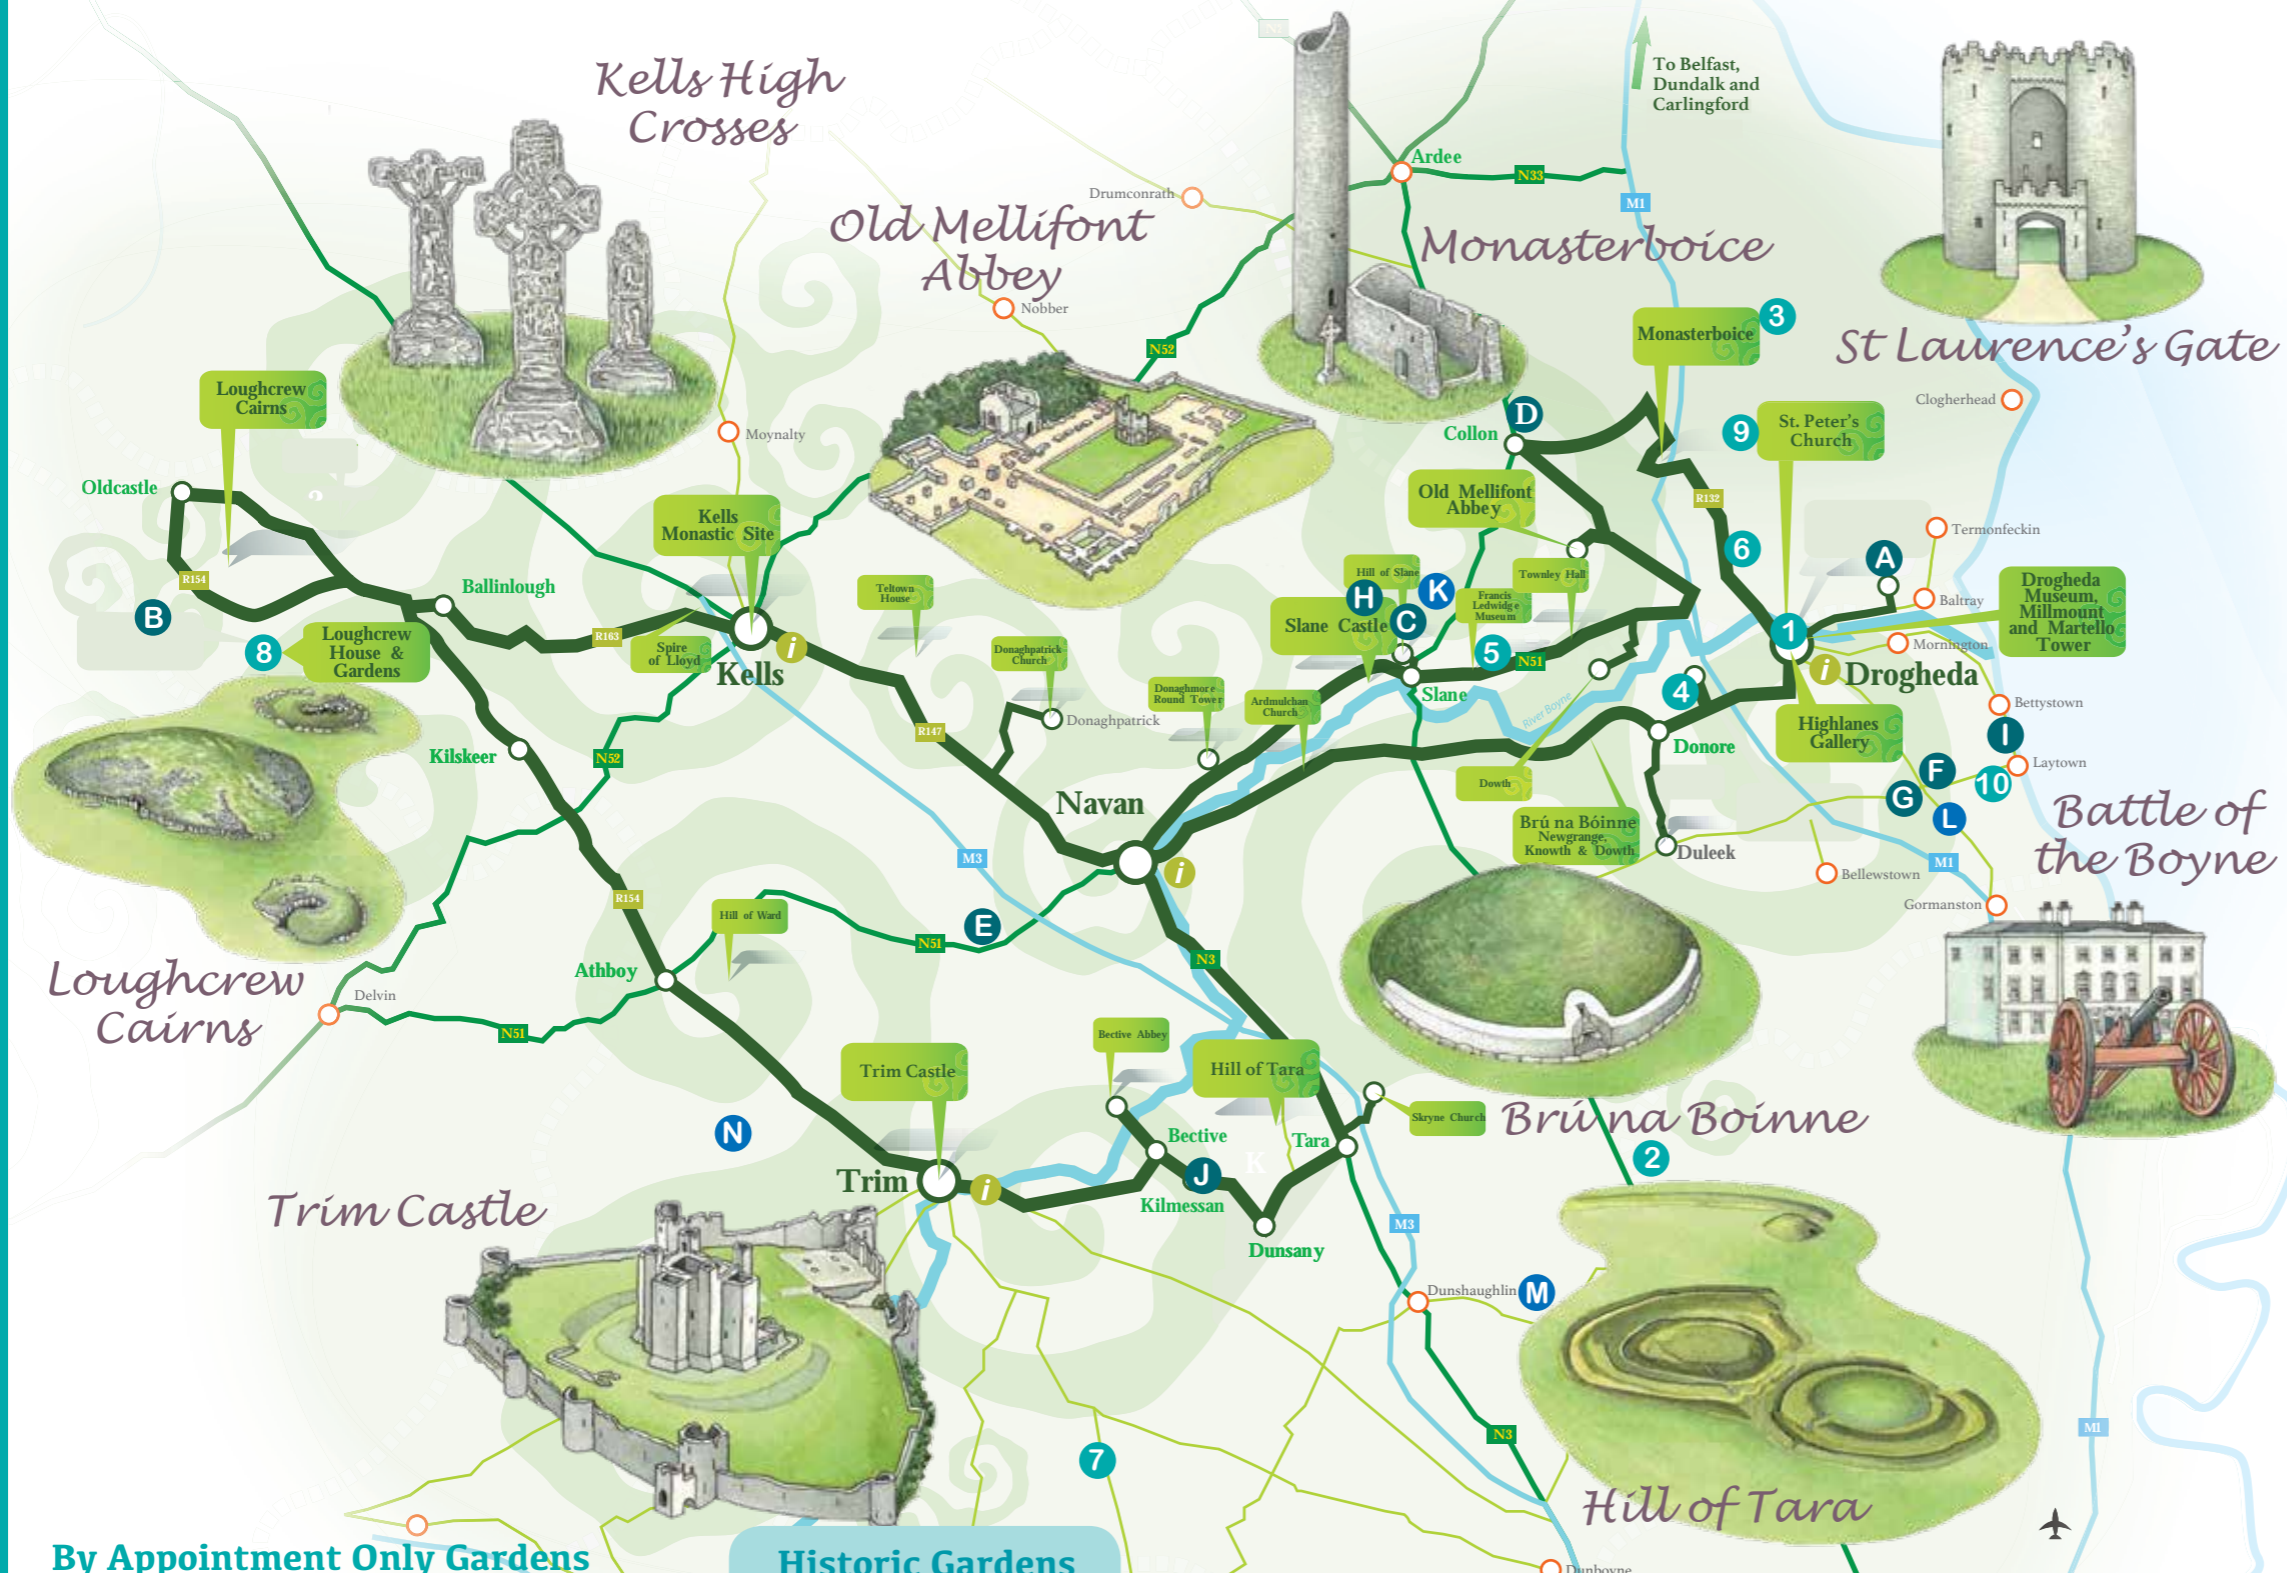 N2
To Belfast,
Dundalk and
Carlingford
Kells High
Crosses
Ardee
N33
M1
Drumconrath
Old Mellifont
Abbey
Monasterboice
Nobber
Monasterboice
3
St Laurence's Gate
N52
Clogherhead
Loughcrew
Cairns
D
Collon
9
St. Peter's
Church
Moynalty
Oldcastle
Old Mellifont
Abbey
R132
Kells
Monastic Site
6
Termonfeckin
A
R154
Ballinlough
Teltown
House
Hill of Slane
H
K
Townley Hall
Francis
Ledwidge
Museum
Baltray
Drogheda
Museum,
Millmount
and Martello
Tower
B
8
Loughcrew
House &
Gardens
R163
Spire
of Lloyd
i
Kells
Donaghpatrick
Church
Slane Castle
C
5
N51
1
Mornington
i
Drogheda
4
Slane
Donaghmore
Round Tower
Ardmulchan
Church
River Boyne
Bettystown
Donaghpatrick
R147
Highlanes
Gallery
I
Donore
Kilskeer
N52
Laytown
F
10
G
L
Dowth
Navan
Brú na Bóinne
Newgrange,
Knowth & Dowth
Battle of
the Boyne
M3
Duleek
M1
Bellewstown
i
R154
Gormanston
Hill of Ward
E
N51
N3
Loughcrew
Cairns
Athboy
Delvin
N51
Bective Abbey
Trim Castle
Hill of Tara
Skryne Church
Brú na Boinne
N
Bective
Tara
K
2
Trim
i
J
Kilmessan
Trim Castle
M3
Dunsany
Dunshaughlin
M
N3
M1
7
Hill of Tara
By Appointment Only Gardens
Historic Gardens
Dunboyne